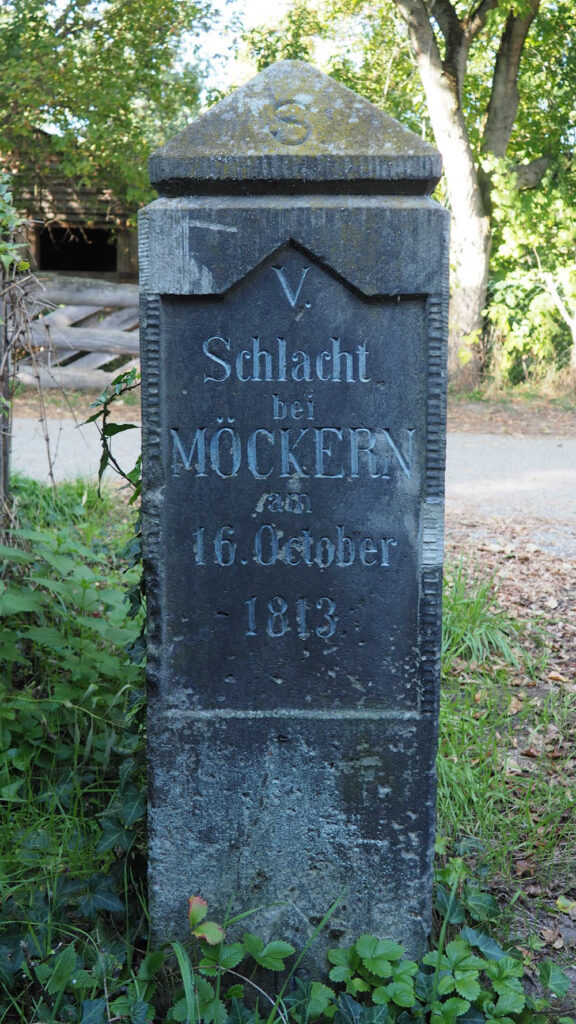 S
V.
Schlacht
bei
MÖCKERN
am
16. October
1813